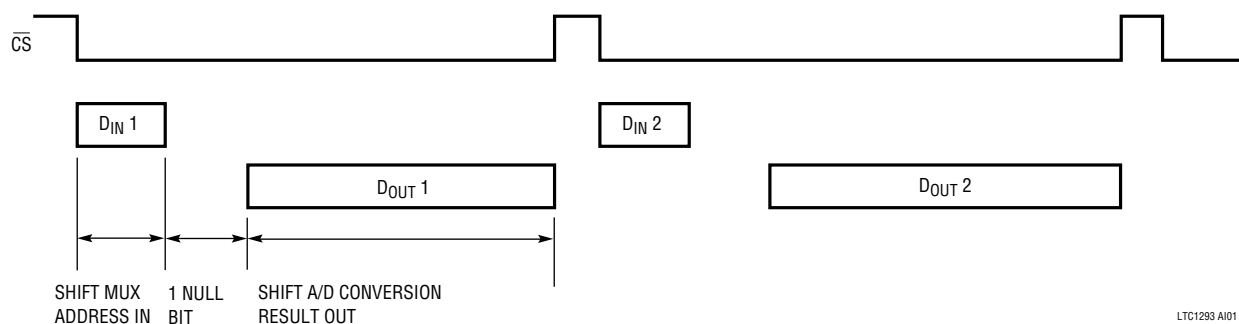 CS
DIN 1
DIN 2
DOUT 1
DOUT 2
SHIFT MUX
ADDRESS IN
1 NULL
BIT
SHIFT A/D CONVERSION
RESULT OUT
LTC1293 AI01